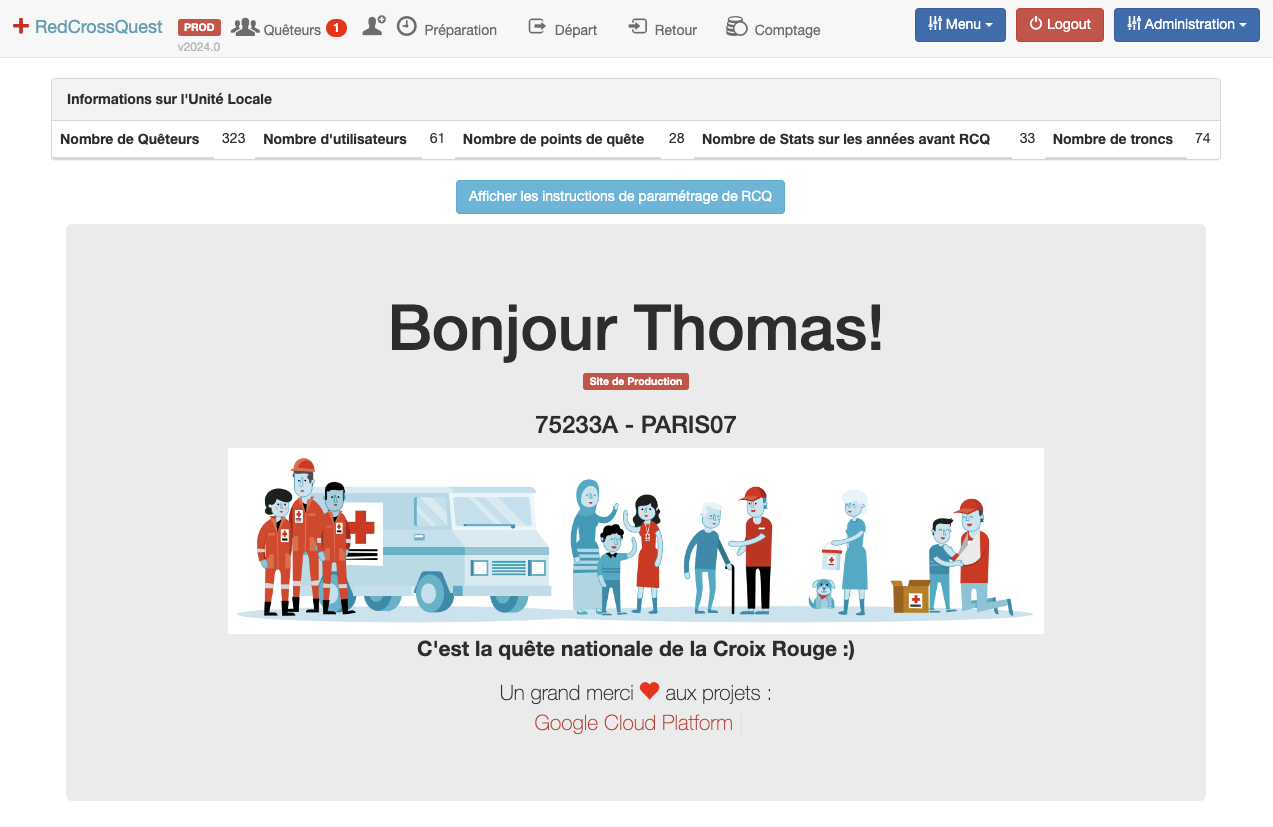 RedCrossQuest PROD Quêteurs 1 Préparation Départ Retour Comptage Menu Logout Administration
v2024.0
Informations sur l'Unité Locale
Nombre de Quêteurs 323 Nombre d'utilisateurs 61 Nombre de points de quête 28 Nombre de Stats sur les années avant RCQ 33 Nombre de troncs 74
Afficher les instructions de paramétrage de RCQ
Bonjour Thomas!
Site de Production
75233A - PARIS07
C'est la quête nationale de la Croix Rouge :)
Un grand merci ❤ aux projets :
Google Cloud Platform